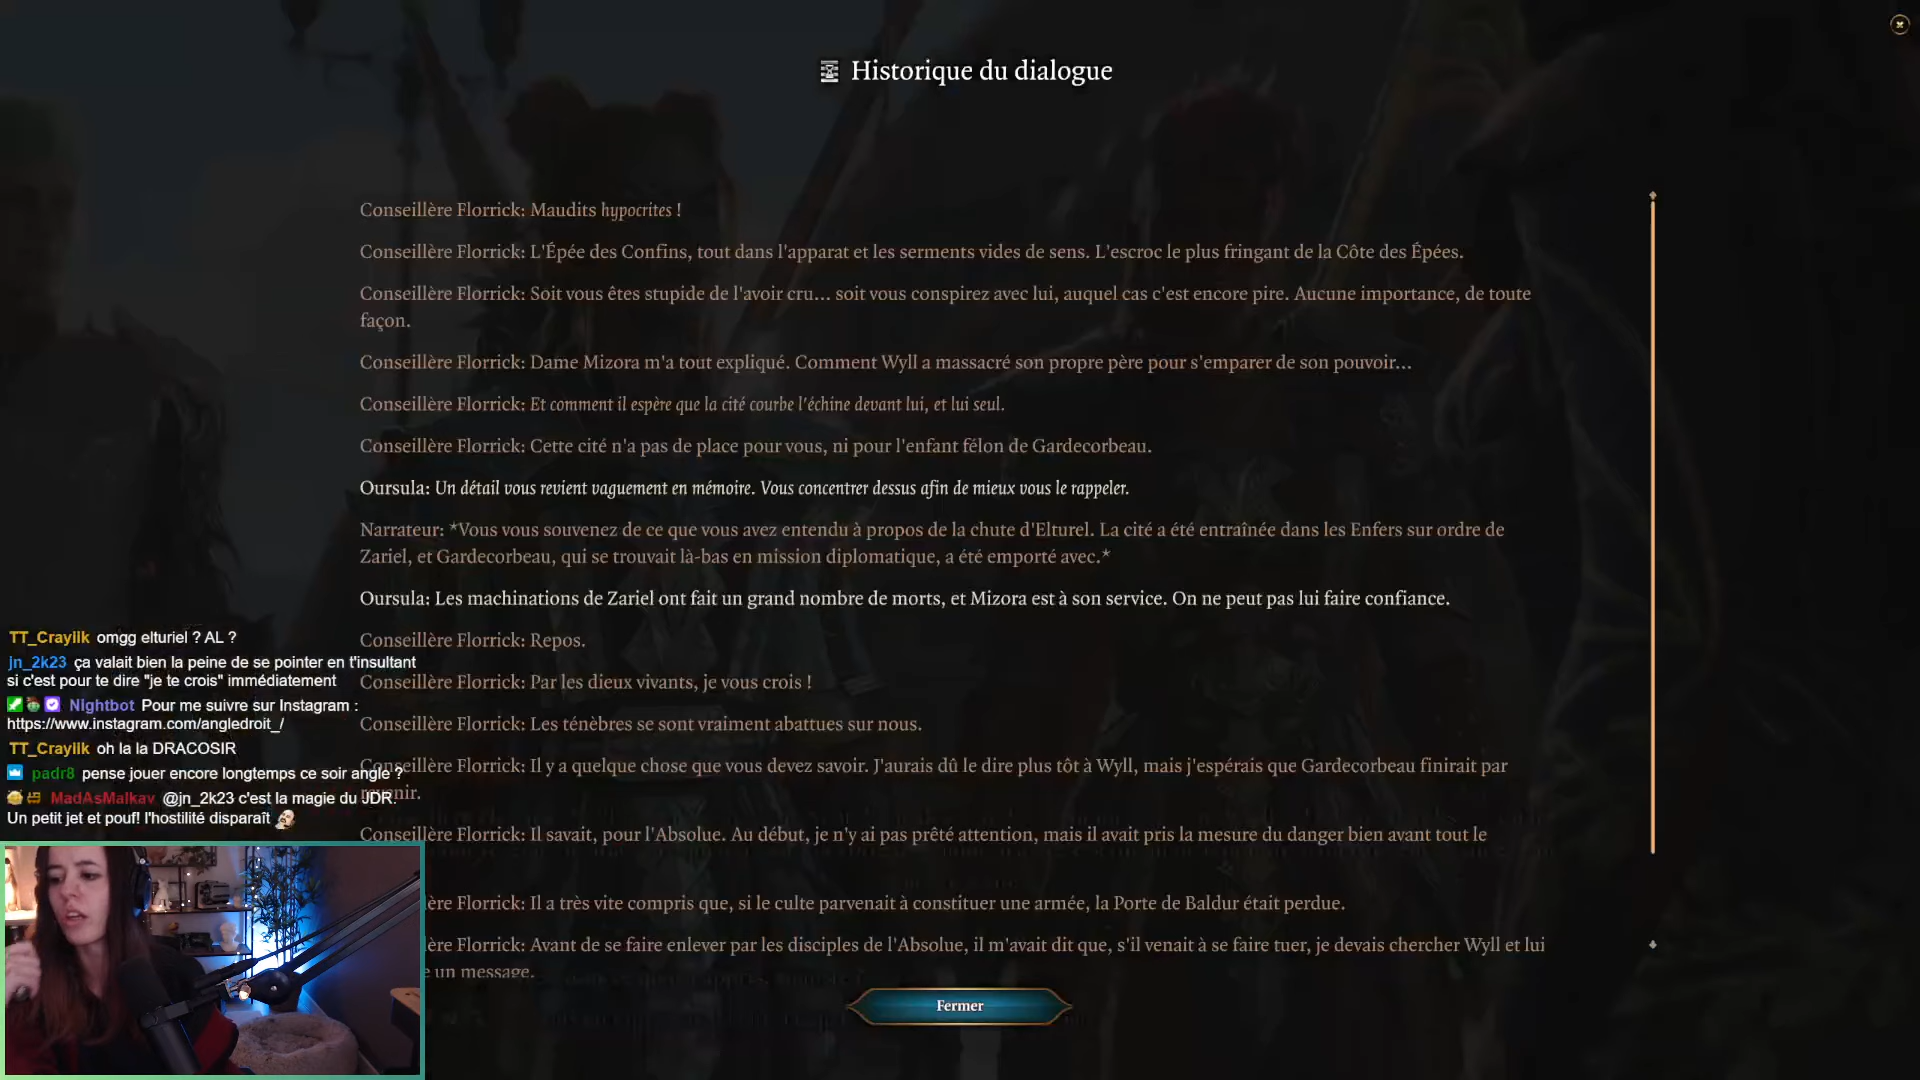 Historique du dialogue
Conseillère Florrick: Maudits hypocrites !
Conseillère Florrick: L'Épée des Confins, tout dans l'apparat et les serments vides de sens. L'escroc le plus fringant de la Côte des Épées.
Conseillère Florrick: Soit vous êtes stupide de l'avoir cru... soit vous conspirez avec lui, auquel cas c'est encore pire. Aucune importance, de toute
façon.
Conseillère Florrick: Dame Mizora m'a tout expliqué. Comment Wyll a massacré son propre père pour s'emparer de son pouvoir...
Conseillère Florrick: Et comment il espère que la cité courbe l'échine devant lui, et lui seul.
Conseillère Florrick: Cette cité n'a pas de place pour vous, ni pour l'enfant félon de Gardecorbeau.
Oursula: Un détail vous revient vaguement en mémoire. Vous concentrer dessus afin de mieux vous le rappeler.
Narrateur: *Vous vous souvenez de ce que vous avez entendu à propos de la chute d'Elturel. La cité a été entraînée dans les Enfers sur ordre de
Zariel, et Gardecorbeau, qui se trouvait là-bas en mission diplomatique, a été emporté avec.*
Oursula: Les machinations de Zariel ont fait un grand nombre de morts, et Mizora est à son service. On ne peut pas lui faire confiance.
Conseillère Florrick: Repos.
Conseillère Florrick: Par les dieux vivants, je vous crois !
Conseillère Florrick: Les ténèbres se sont vraiment abattues sur nous.
Conseillère Florrick: Il y a quelque chose que vous devez savoir. J'aurais dû le dire plus tôt à Wyll, mais j'espérais que Gardecorbeau finirait par
revenir.
Conseillère Florrick: Il savait, pour l'Absolue. Au début, je n'y ai pas prêté attention, mais il avait pris la mesure du danger bien avant tout le
ère Florrick: Il a très vite compris que, si le culte parvenait à constituer une armée, la Porte de Baldur était perdue.
ère Florrick: Avant de se faire enlever par les disciples de l'Absolue, il m'avait dit que, s'il venait à se faire tuer, je devais chercher Wyll et lui
e un message.
Fermer
TT_Crayiik omgg elturiel ? AL ?
jn_2k23 ça valait bien la peine de se pointer en t'insultant
si c'est pour te dire "je te crois" immédiatement
Nightbot Pour me suivre sur Instagram :
https://www.instagram.com/angledroit_/
TT_Crayiik oh la la DRACOSIR
padr8 pense jouer encore longtemps ce soir angle ?
MadAsMalkav @jn_2k23 c'est la magie du JDR.
Un petit jet et pouf! l'hostilité disparaît